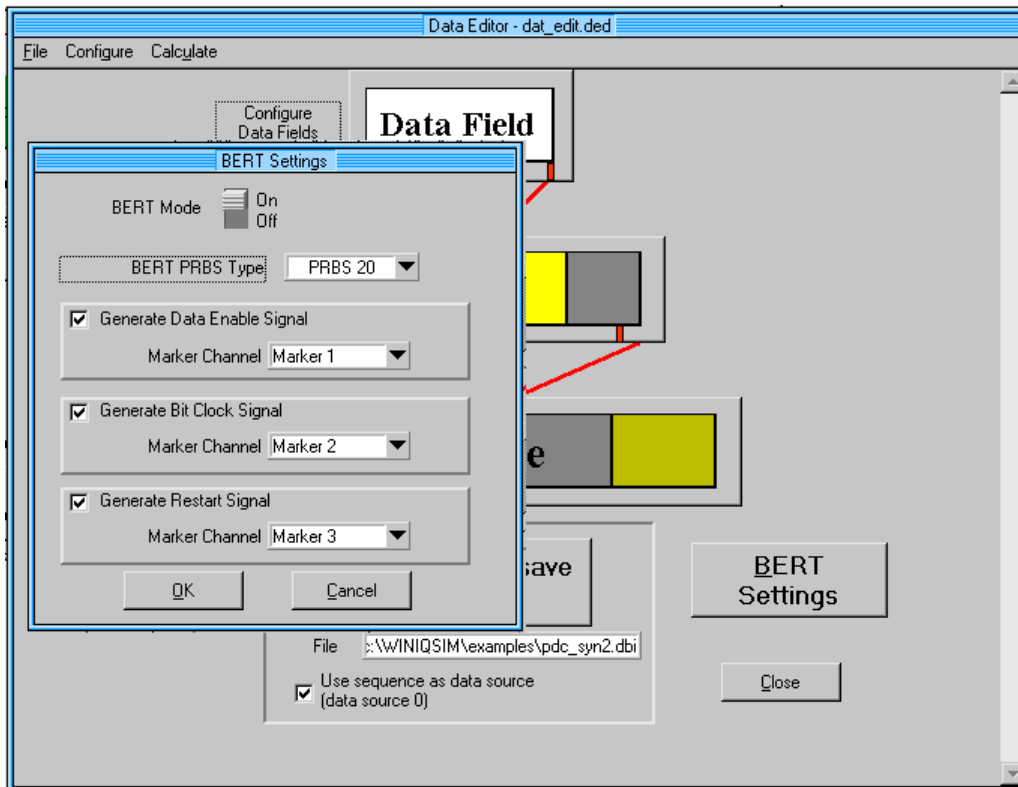 Data Editor - dat_edit.ded
File Configure Calculate
Configure
Data Fields
Data Field
BERT Settings
BERT Mode
On
Off
BERT PRBS Type PRBS 20
Generate Data Enable Signal
Marker Channel Marker 1
Generate Bit Clock Signal
Marker Channel Marker 2
Generate Restart Signal
Marker Channel Marker 3
OK Cancel
e
save
BERT
Settings
File c:\WINIQSIM\examples\pdc_syn2.dbi
Use sequence as data source
(data source 0)
Close